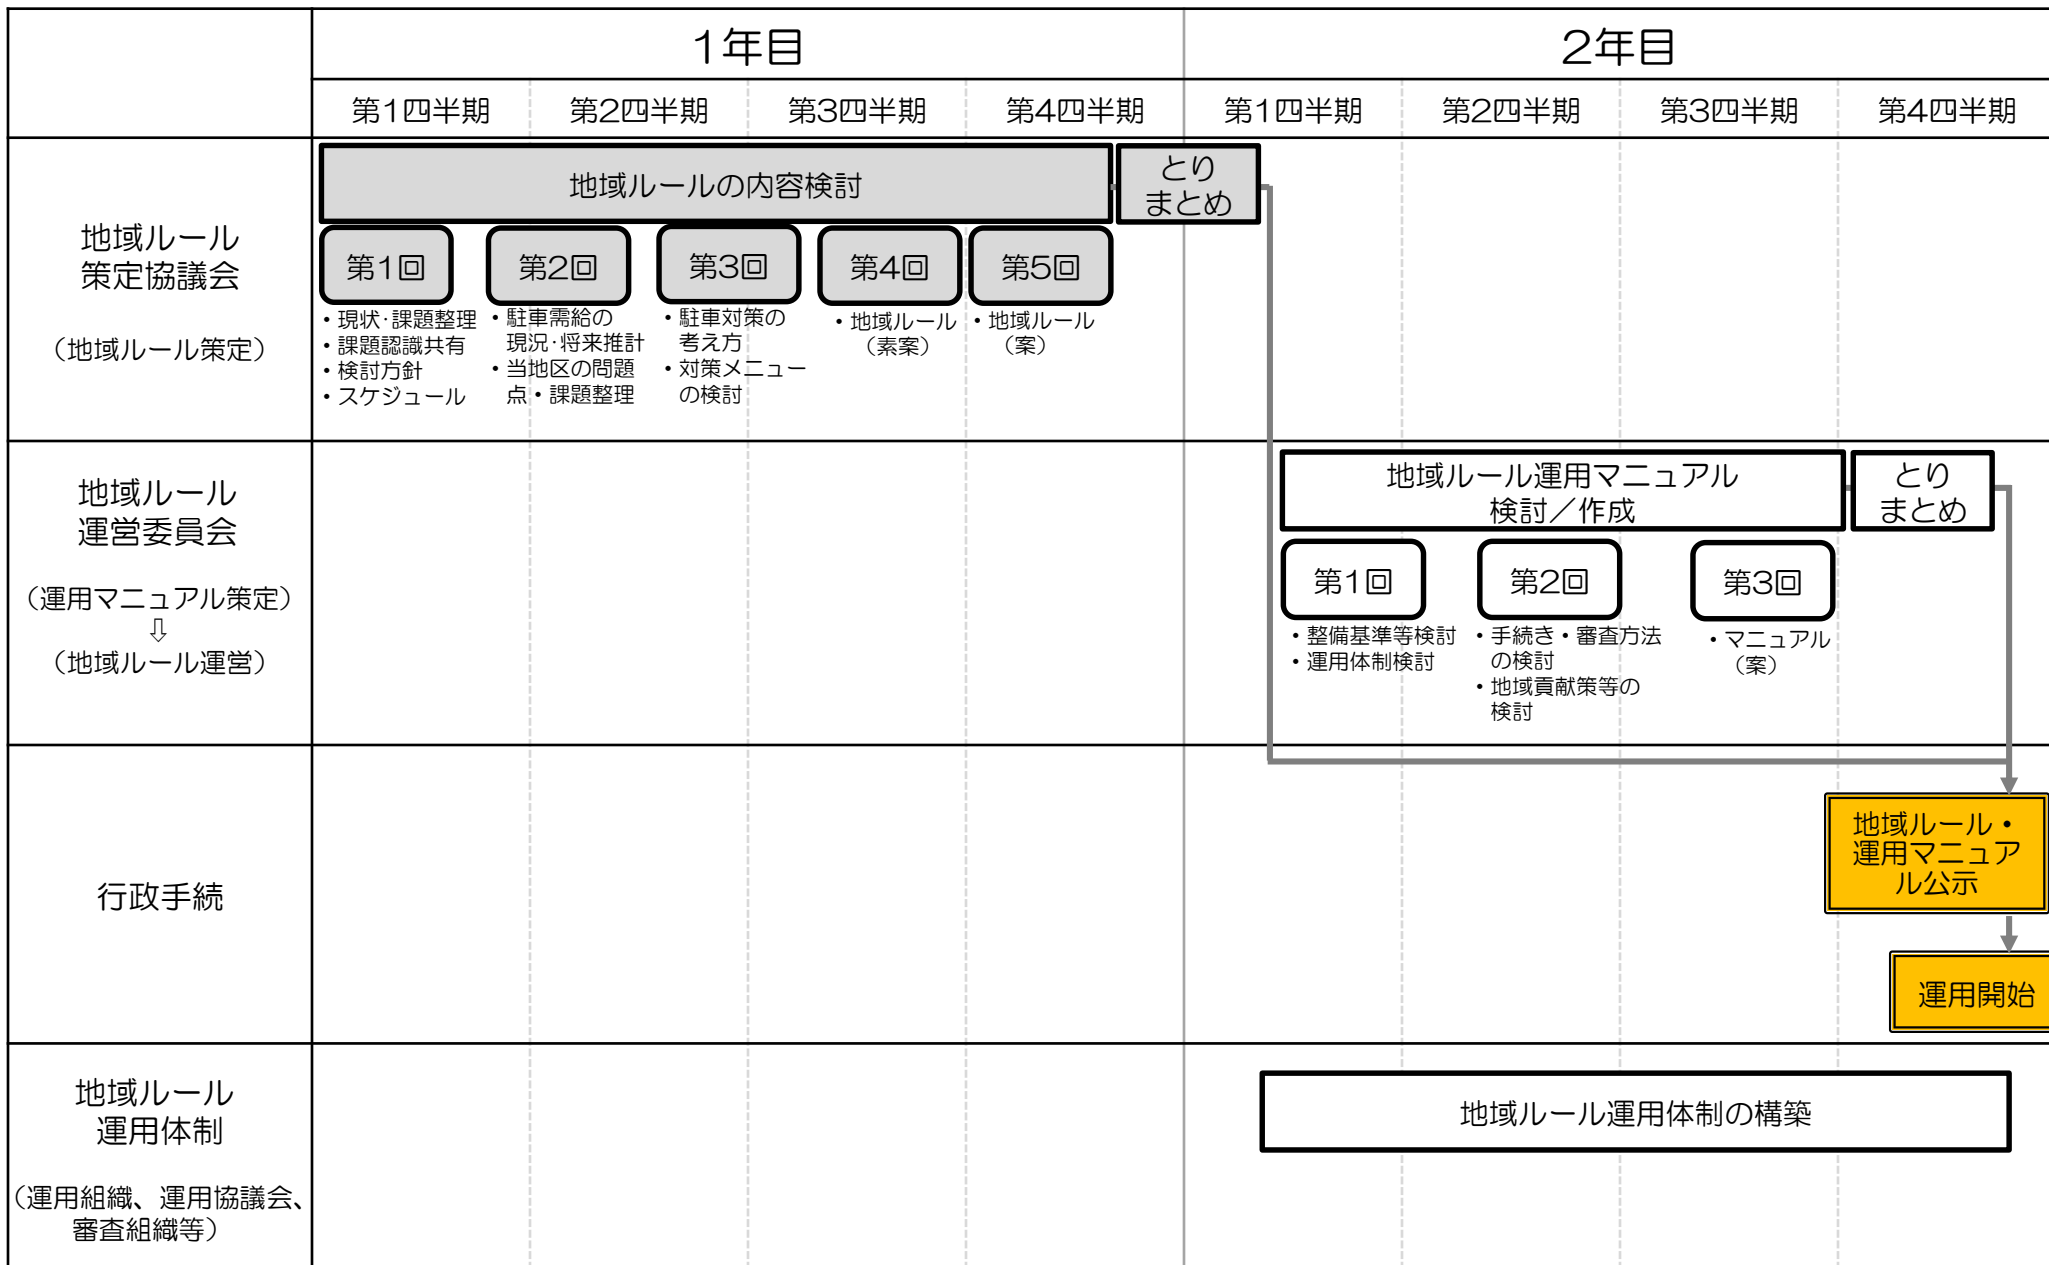 1年目
2年目
第1四半期
第2四半期
第3四半期
第4四半期
第1四半期
第2四半期
第3四半期
第4四半期
地域ルール
策定協議会
（地域ルール策定）
地域ルールの内容検討
とり
まとめ
第1回
第2回
第3回
第4回
第5回
・現状･課題整理
・課題認識共有
・検討方針
・スケジュール
・駐車需給の
現況･将来推計
・当地区の問題
点・課題整理
・駐車対策の
考え方
・対策メニュー
の検討
・地域ルール
（素案）
・地域ルール
（案）
地域ルール
運営委員会
（運用マニュアル策定）
⇩
（地域ルール運営）
地域ルール運用マニュアル
検討／作成
とり
まとめ
第1回
第2回
第3回
・整備基準等検討
・運用体制検討
・手続き・審査方法
の検討
・地域貢献策等の
検討
・マニュアル
（案）
行政手続
地域ルール・
運用マニュア
ル公示
運用開始
地域ルール
運用体制
（運用組織、運用協議会、
審査組織等）
地域ルール運用体制の構築